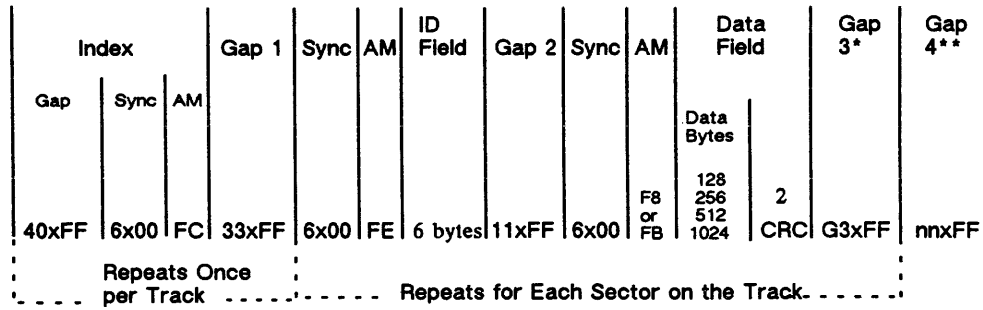 Index
Gap 1
Sync
AM
ID
Field
Gap 2
Sync
AM
Data
Field
Gap
3*
Gap
4**
Gap
Sync
AM
Data
Bytes
128
256
512
1024
F8
or
FB
2
CRC
40xFF
6x00
FC
33xFF
6x00
FE
6 bytes
11xFF
6x00
G3xFF
nnxFF
Repeats Once
per Track
Repeats for Each Sector on the Track